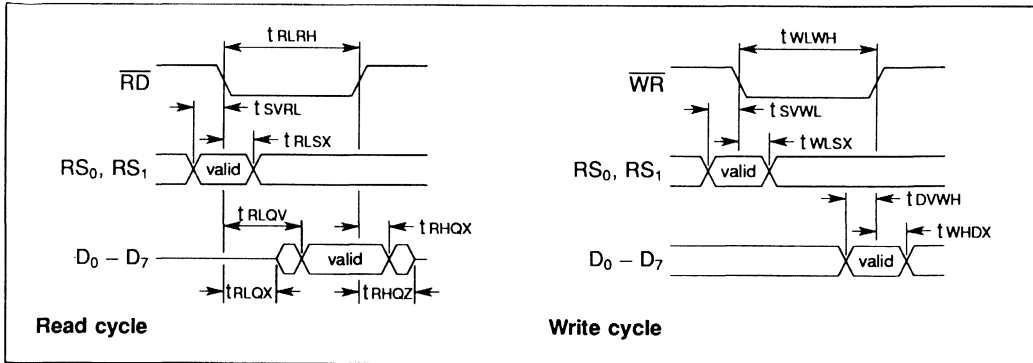 t RLRH
RD
t SVRL
t RLSX
RS0, RS1
valid
t RLQV
t RHQX
D0 – D7
valid
t RLQX
t RHQZ
Read cycle
t WLWH
WR
t SVWL
t WLSX
RS0, RS1
valid
t DVWH
t WHDX
D0 – D7
valid
Write cycle